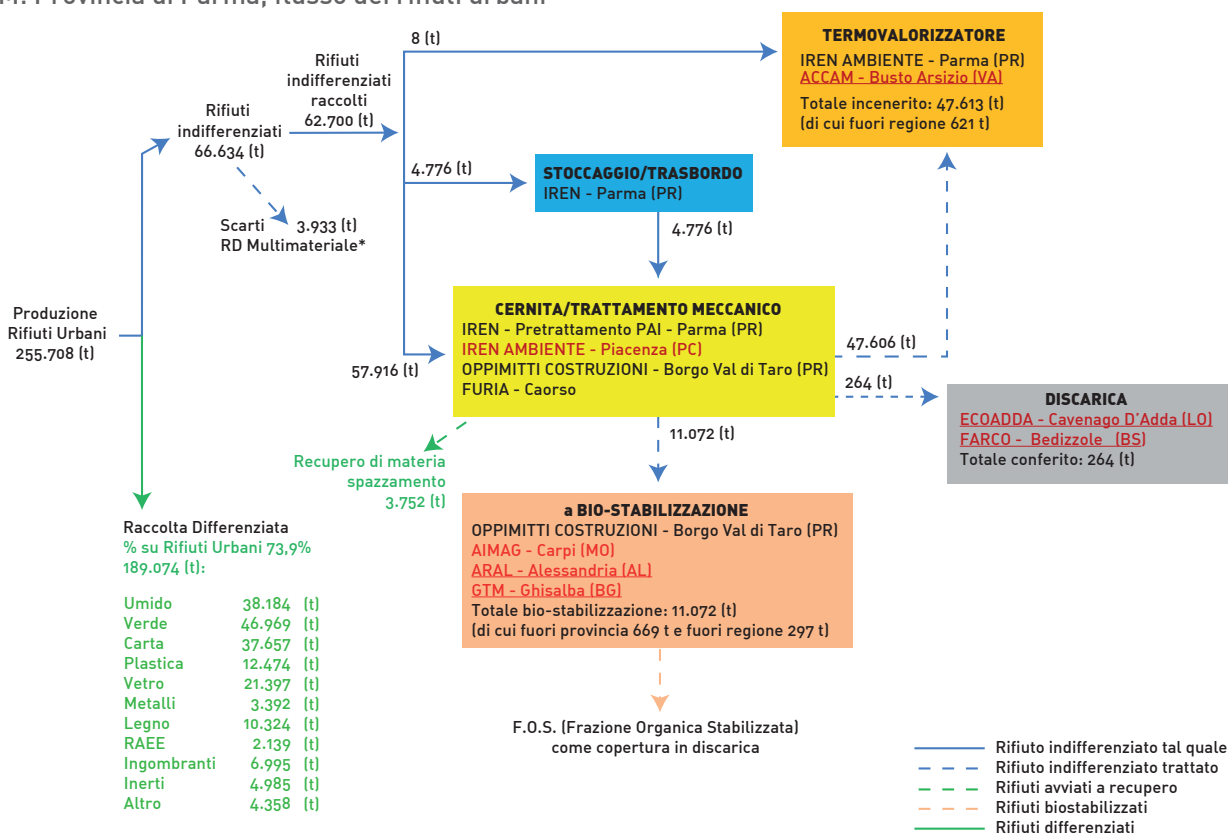 Provincia di Parma, flusso dei rifiuti urbani
8 (t)
TERMOVALORIZZATORE
IREN AMBIENTE - Parma (PR)
ACCAM - Busto Arsizio (VA)
Totale incenerito: 47.613 (t)
(di cui fuori regione 621 t)
Rifiuti
indifferenziati
raccolti
62.700 (t)
Rifiuti
indifferenziati
66.634 (t)
4.776 (t)
STOCCAGGIO/TRASBORDO
IREN - Parma (PR)
Scarti 3.933 (t)
RD Multimateriale*
4.776 (t)
Produzione
Rifiuti Urbani
255.708 (t)
CERNITA/TRATTAMENTO MECCANICO
IREN - Pretrattamento PAI - Parma (PR)
IREN AMBIENTE - Piacenza (PC)
OPPIMITTI COSTRUZIONI - Borgo Val di Taro (PR)
FURIA - Caorso
57.916 (t)
47.606 (t)
264 (t)
DISCARICA
ECOADDA - Cavenago D'Adda (LO)
FARCO - Bedizzole (BS)
Totale conferito: 264 (t)
11.072 (t)
Recupero di materia
spazzamento
3.752 (t)
a BIO-STABILIZZAZIONE
OPPIMITTI COSTRUZIONI - Borgo Val di Taro (PR)
AIMAG - Carpi (MO)
ARAL - Alessandria (AL)
GTM - Ghisalba (BG)
Totale bio-stabilizzazione: 11.072 (t)
(di cui fuori provincia 669 t e fuori regione 297 t)
Raccolta Differenziata
% su Rifiuti Urbani 73,9%
189.074 (t):
Umido 38.184 (t)
Verde 46.969 (t)
Carta 37.657 (t)
Plastica 12.474 (t)
Vetro 21.397 (t)
Metalli 3.392 (t)
Legno 10.324 (t)
RAEE 2.139 (t)
Ingombranti 6.995 (t)
Inerti 4.985 (t)
Altro 4.358 (t)
F.O.S. (Frazione Organica Stabilizzata)
come copertura in discarica
Rifiuto indifferenziato tal quale
Rifiuto indifferenziato trattato
Rifiuti avviati a recupero
Rifiuti biostabilizzati
Rifiuti differenziati